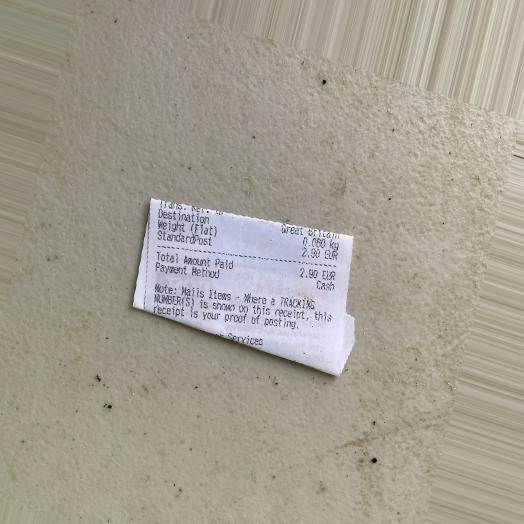 Trans. Ref. 
Destination Great Britain
Weight (Flat) 0.060 kg
StandardPost 2.90 EUR
Total Amount Paid 2.90 EUR
Payment Method Cash
Note: Mails Items - Where a TRACKING
NUMBER(S) is shown on this receipt, this
receipt is your proof of posting.
Services